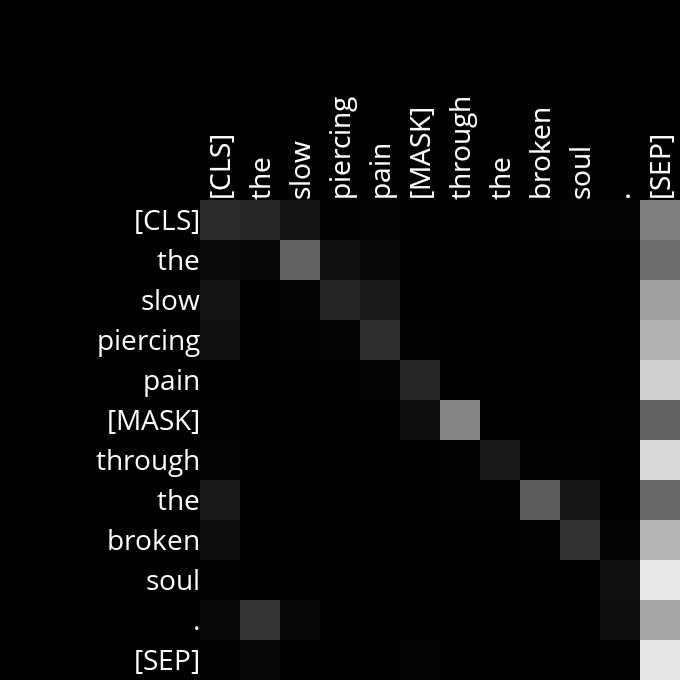 [CLS] the slow piercing pain [MASK] through the broken soul . [SEP]
[CLS]
the
slow
piercing
pain
[MASK]
through
the
broken
soul
.
[SEP]